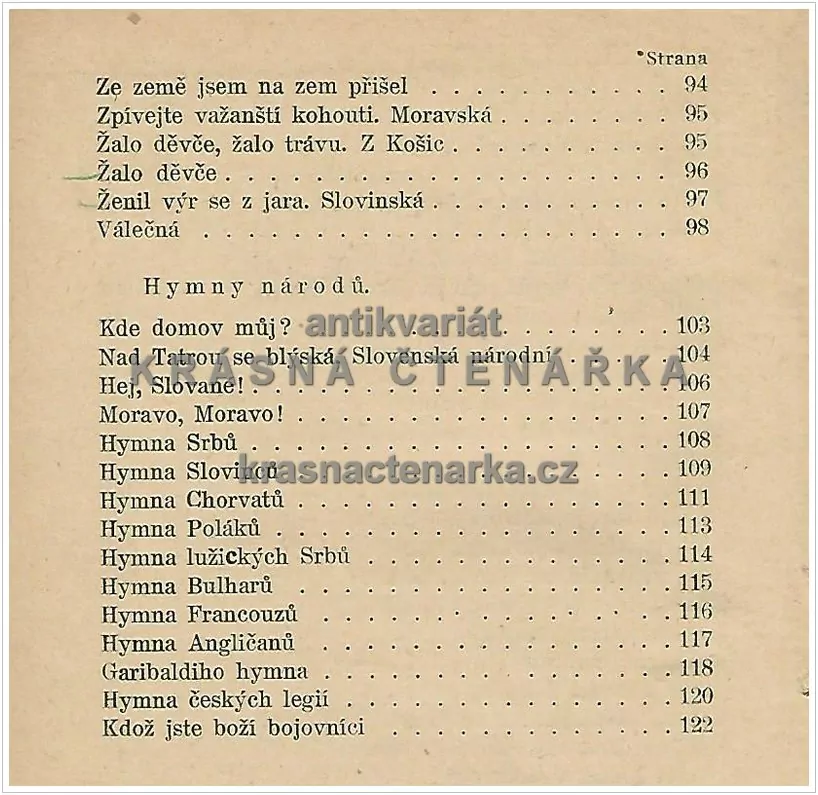 Strana
Ze země jsem na zem přišel . . . . . . . . . . . 94
Zpívejte važanští kohouti. Moravská . . . . . . . . 95
Žalo děvče, žalo trávu. Z Košic . . . . . . . . . . 95
Žalo děvče . . . . . . . . . . . . . . . . . . . . 96
Ženil výr se z jara. Slovinská . . . . . . . . . . . 97
Válečná . . . . . . . . . . . . . . . . . . . . . 98
Hymny národů.
Kde domov můj? . . . . . . . . . . . . . . . . 103
antikvariát
Nad Tatrou se blýská, Slovenská národní . . . . . 104
KRÁSNÁ ČTENÁŘKA
Hej, Slované! . . . . . . . . . . . . . . . . . . . 106
Moravo, Moravo! . . . . . . . . . . . . . . . . . 107
Hymna Srbů . . . . . . . . . . . . . . . . . . . 108
Hymna Slovinců . . . . . . . . . . . . . . . . . 109
krasnactenarka.cz
Hymna Chorvatů . . . . . . . . . . . . . . . . . 111
Hymna Poláků . . . . . . . . . . . . . . . . . . 113
Hymna lužických Srbů . . . . . . . . . . . . . . 114
Hymna Bulharů . . . . . . . . . . . . . . . . . 115
Hymna Francouzů . . . . . . . . . . . . . . . . 116
Hymna Angličanů . . . . . . . . . . . . . . . . 117
Garibaldiho hymna . . . . . . . . . . . . . . . . 118
Hymna českých legií . . . . . . . . . . . . . . . 120
Kdož jste boží bojovníci . . . . . . . . . . . . . 122